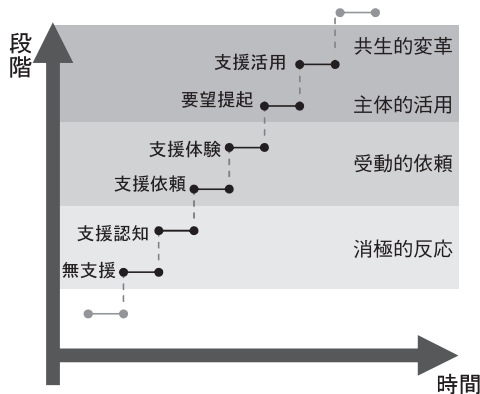 段階
共生的変革
支援活用
要望提起
主体的活用
支援体験
受動的依頼
支援依頼
支援認知
消極的反応
無支援
時間